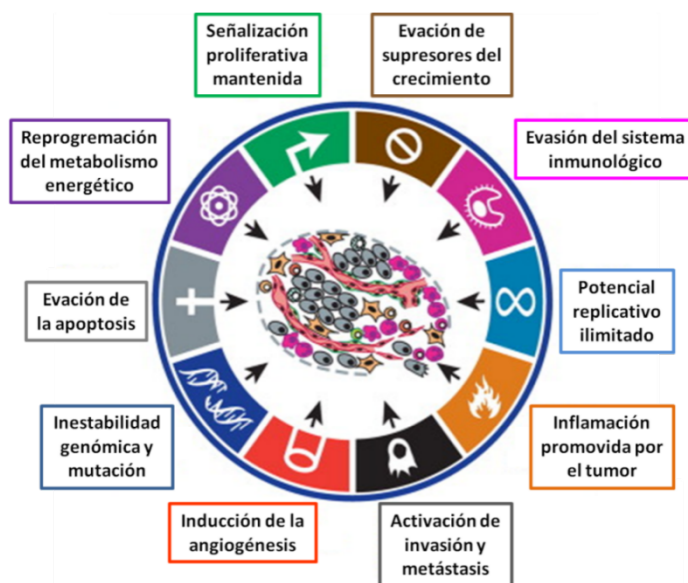 Señalización
proliferativa
mantenida
Evación de
supresores del
crecimiento
Reprogremación
del metabolismo
energético
Evasión del sistema
inmunológico
Evación de
la apoptosis
Potencial
replicativo
ilimitado
Inestabilidad
genómica y
mutación
Inflamación
promovida por
el tumor
Inducción de la
angiogénesis
Activación de
invasión y
metástasis